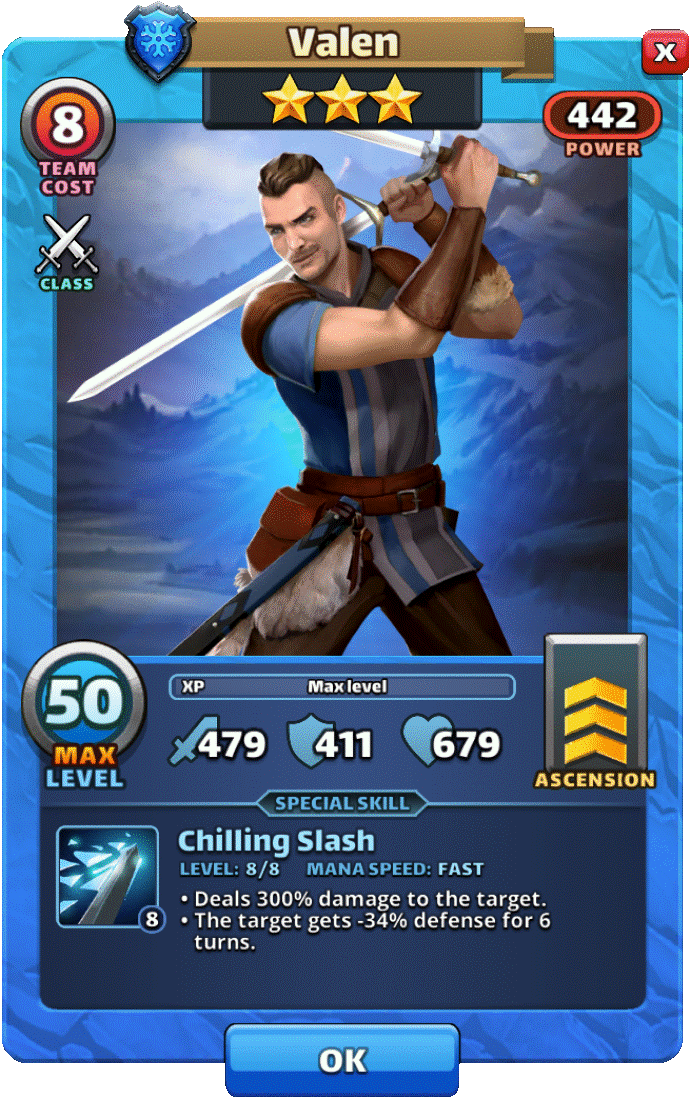 Valen
X
8
TEAM
COST
442
POWER
CLASS
50
MAX
LEVEL
XP Max level
479 411 679
ASCENSION
SPECIAL SKILL
Chilling Slash
LEVEL: 8/8 MANA SPEED: FAST
8
• Deals 300% damage to the target.
• The target gets -34% defense for 6
turns.
OK